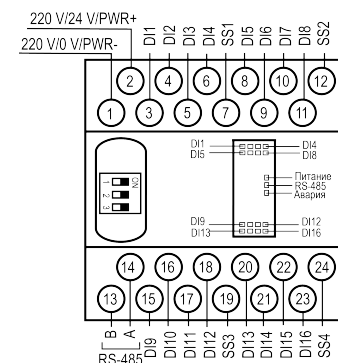 220 V/24 V/PWR+
220 V/0 V/PWR-
DI1 DI2 DI3 DI4 SS1 DI5 DI6 DI7 DI8 SS2
2 4 6 8 10 12
1 3 5 7 9 11
DI1 DI4
DI5 DI8
Питание
RS-485
Авария
ON
1 2 3
DI9 DI12
DI13 DI16
14 16 18 20 22 24
13 15 17 19 21 23
B A DI9 DI10 DI11 DI12 SS3 DI13 DI14 DI15 DI16 SS4
RS-485